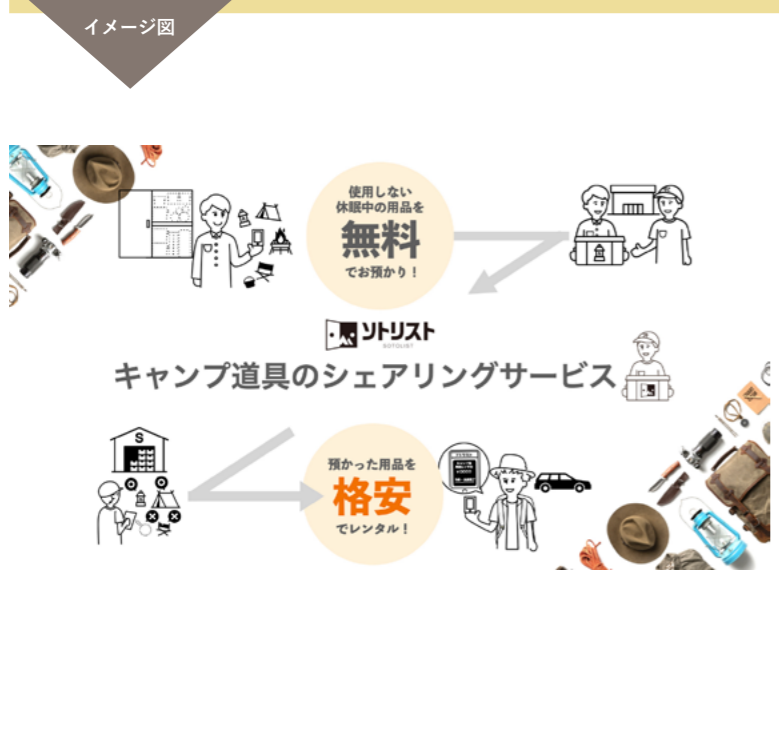 イメージ図
使用しない
休眠中の用品を
無料
でお預かり！
ソトリスト
SOTOLIST
キャンプ道具のシェアリングサービス
S
預かった用品を
格安
でレンタル！